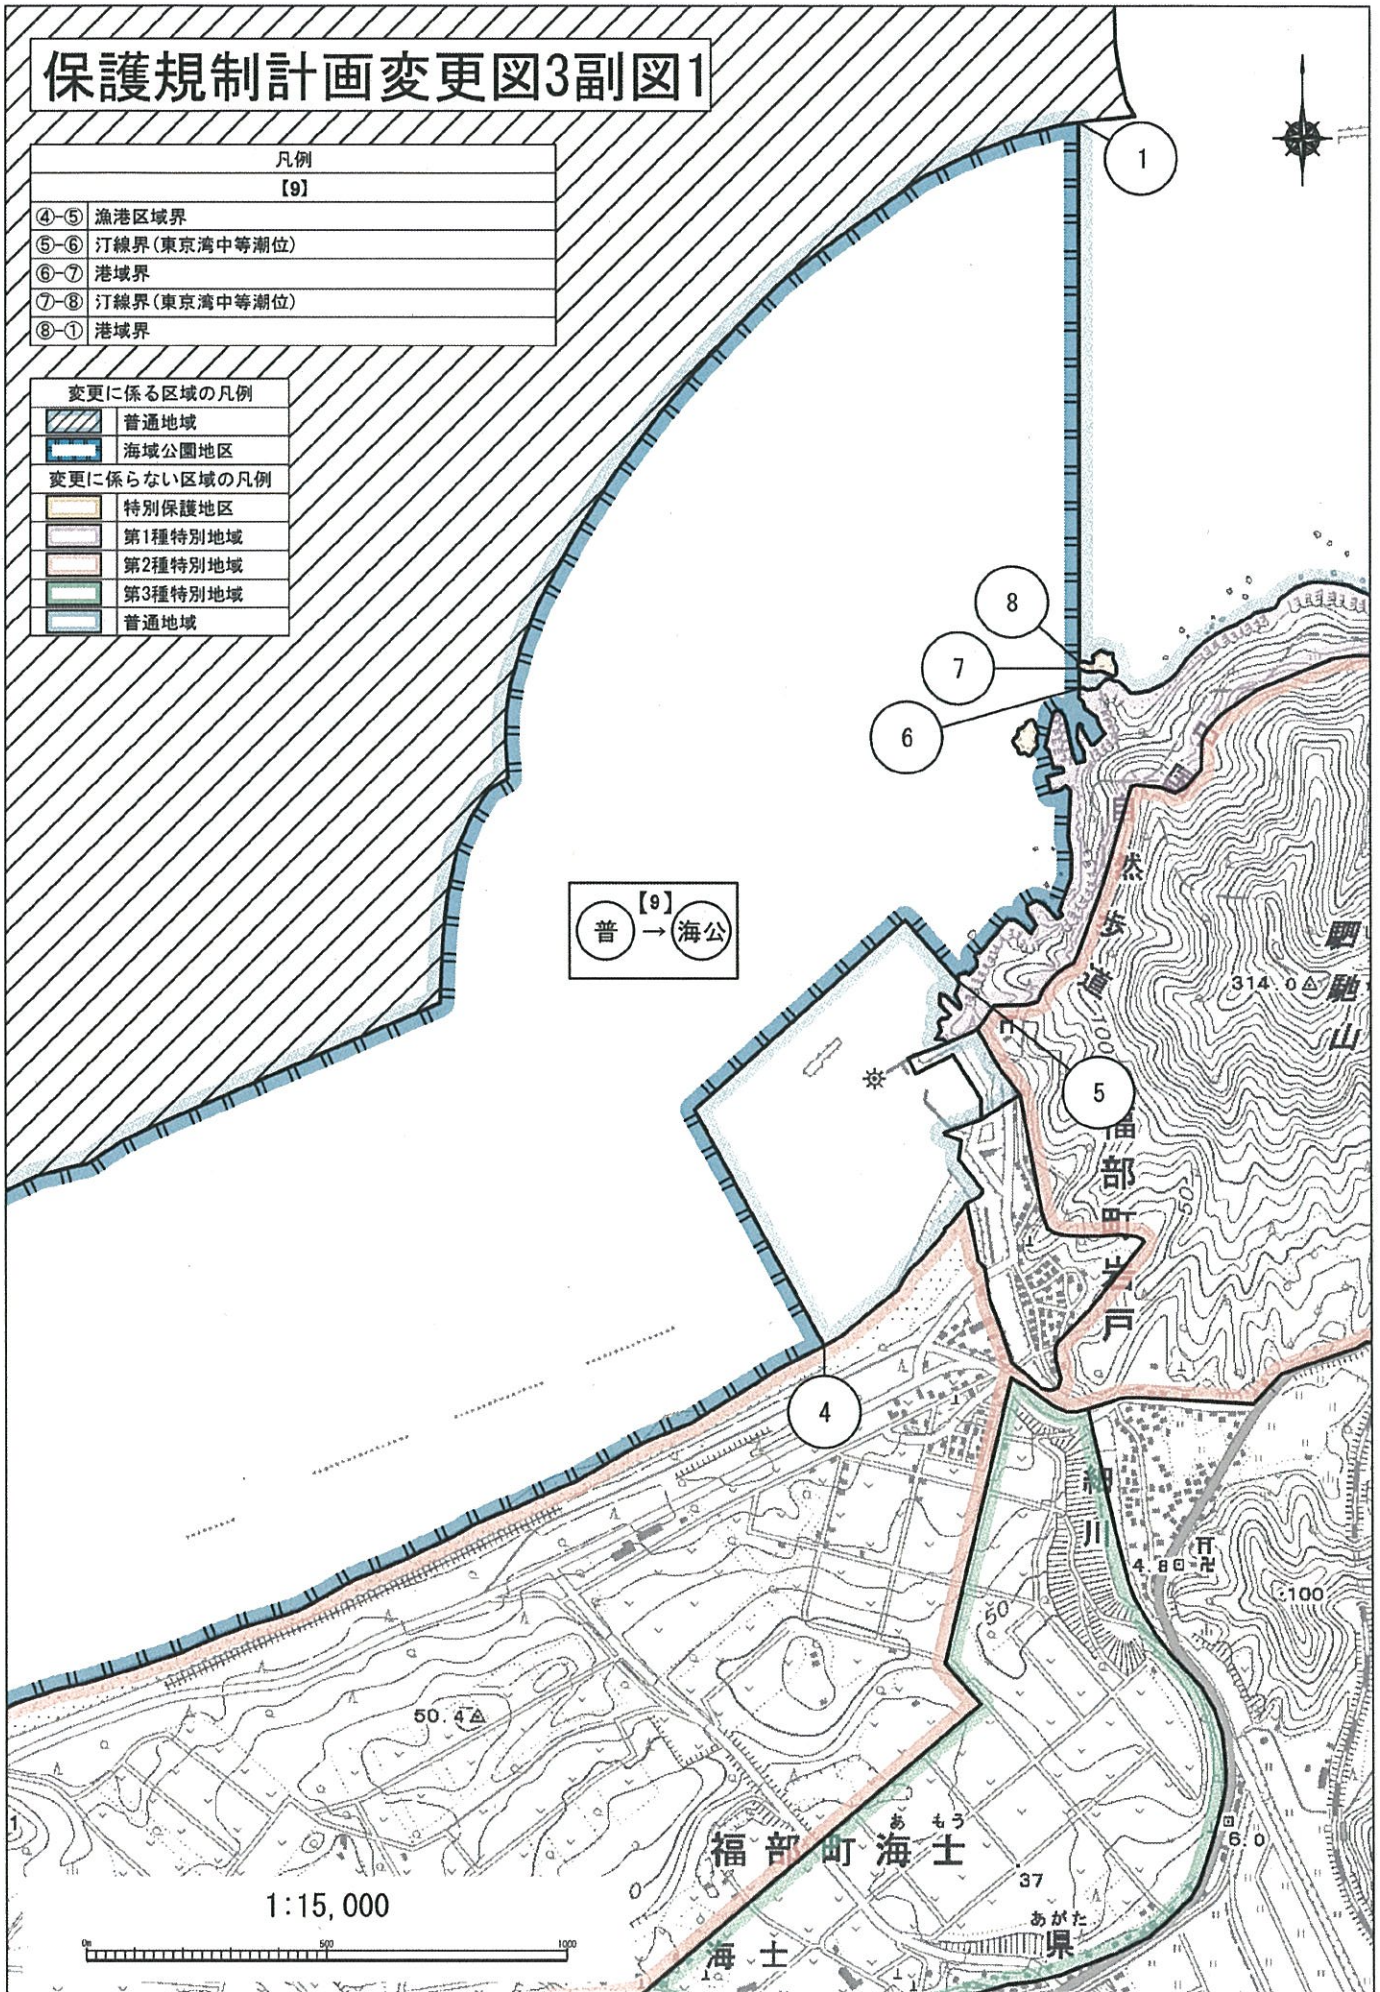 保護規制計画変更図3副図1
凡例
【9】
④-⑤ 漁港区域界
⑤-⑥ 汀線界(東京湾中等潮位)
⑥-⑦ 港域界
⑦-⑧ 汀線界(東京湾中等潮位)
⑧-① 港域界
変更に係る区域の凡例
普通地域
海域公園地区
変更に係らない区域の凡例
特別保護地区
第1種特別地域
第2種特別地域
第3種特別地域
普通地域
1
8
7
6
【9】
普 → 海公
自然歩道
314.0
馳山
100
5
福部町岩戸
50
4
細川
4.8
100
50
50.4
1
6.0
あもう
福部町海士
37
あがた
県
海士
1:15,000
0m 500 1000